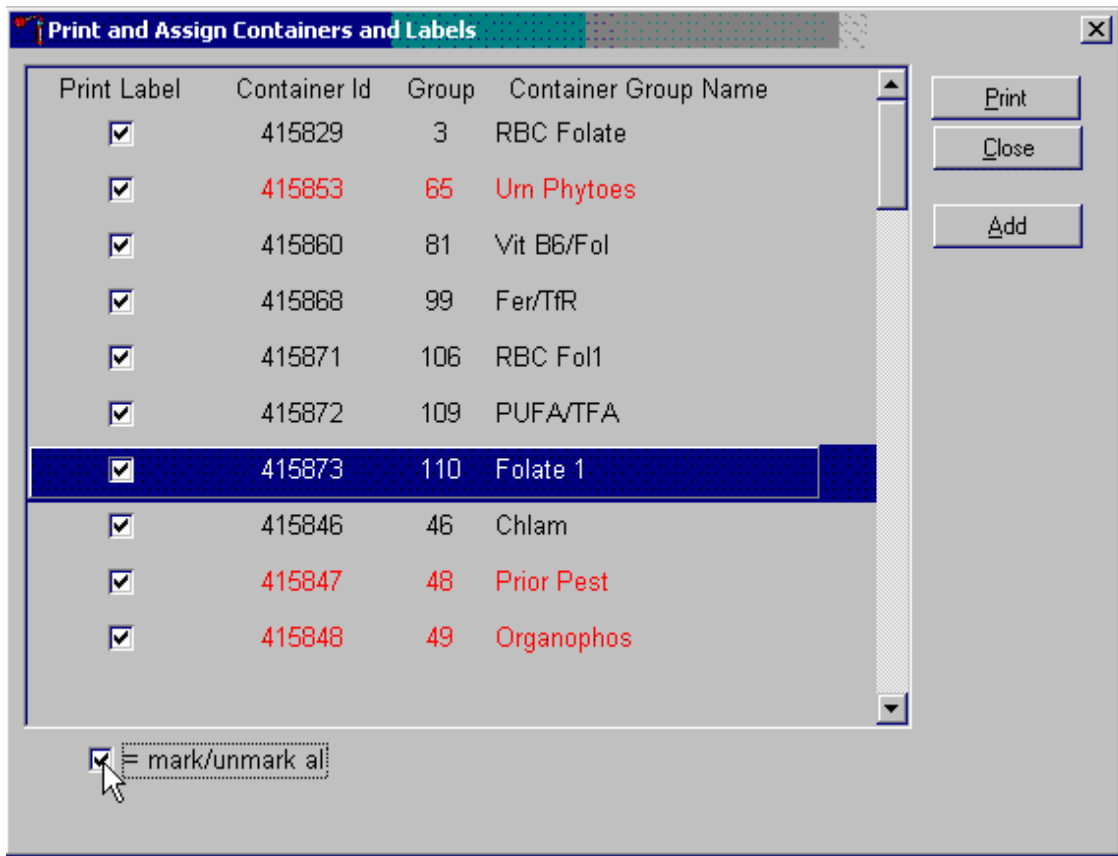 Print and Assign Containers and Labels
Print Label Container Id Group Container Group Name
415829 3 RBC Folate
415853 65 Urn Phytoes
415860 81 Vit B6/Fol
415868 99 Fer/TfR
415871 106 RBC Fol1
415872 109 PUFA/TFA
415873 110 Folate 1
415846 46 Chlam
415847 48 Prior Pest
415848 49 Organophos
= mark/unmark al
Print
Close
Add